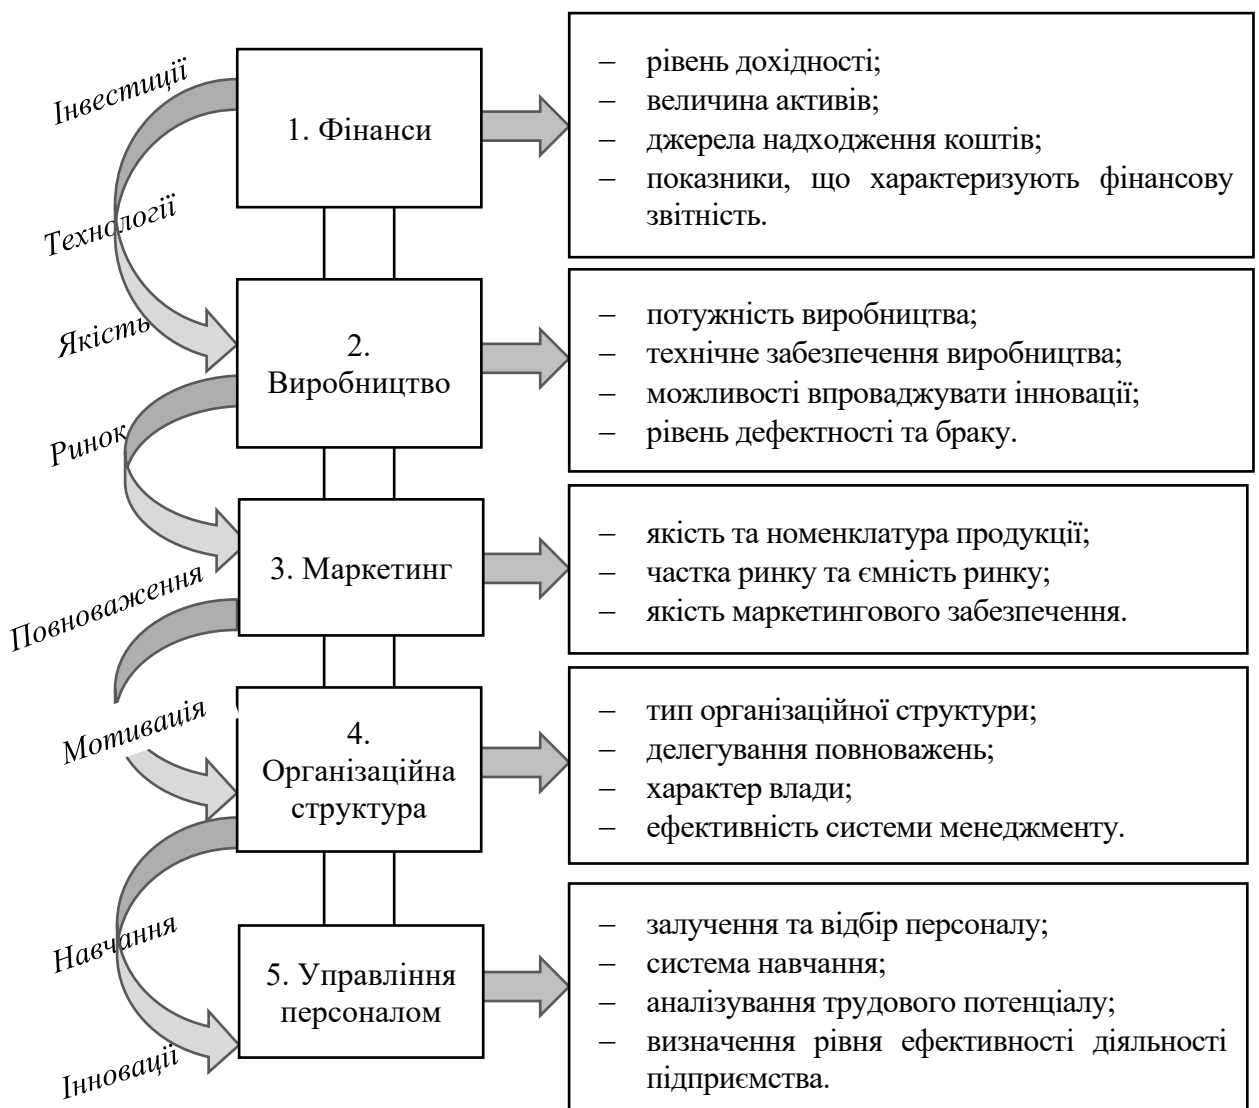 Інвестиції
1. Фінанси
– рівень дохідності;
– величина активів;
– джерела надходження коштів;
– показники, що характеризують фінансову
звітність.
Технології
Якість
2.
Виробництво
– потужність виробництва;
– технічне забезпечення виробництва;
– можливості впроваджувати інновації;
– рівень дефектності та браку.
Ринок
3. Маркетинг
– якість та номенклатура продукції;
– частка ринку та ємність ринку;
– якість маркетингового забезпечення.
Повноваження
Мотивація
4.
Організаційна
структура
– тип організаційної структури;
– делегування повноважень;
– характер влади;
– ефективність системи менеджменту.
Навчання
5. Управління
персоналом
– залучення та відбір персоналу;
– система навчання;
– аналізування трудового потенціалу;
– визначення рівня ефективності діяльності
підприємства.
Інновації